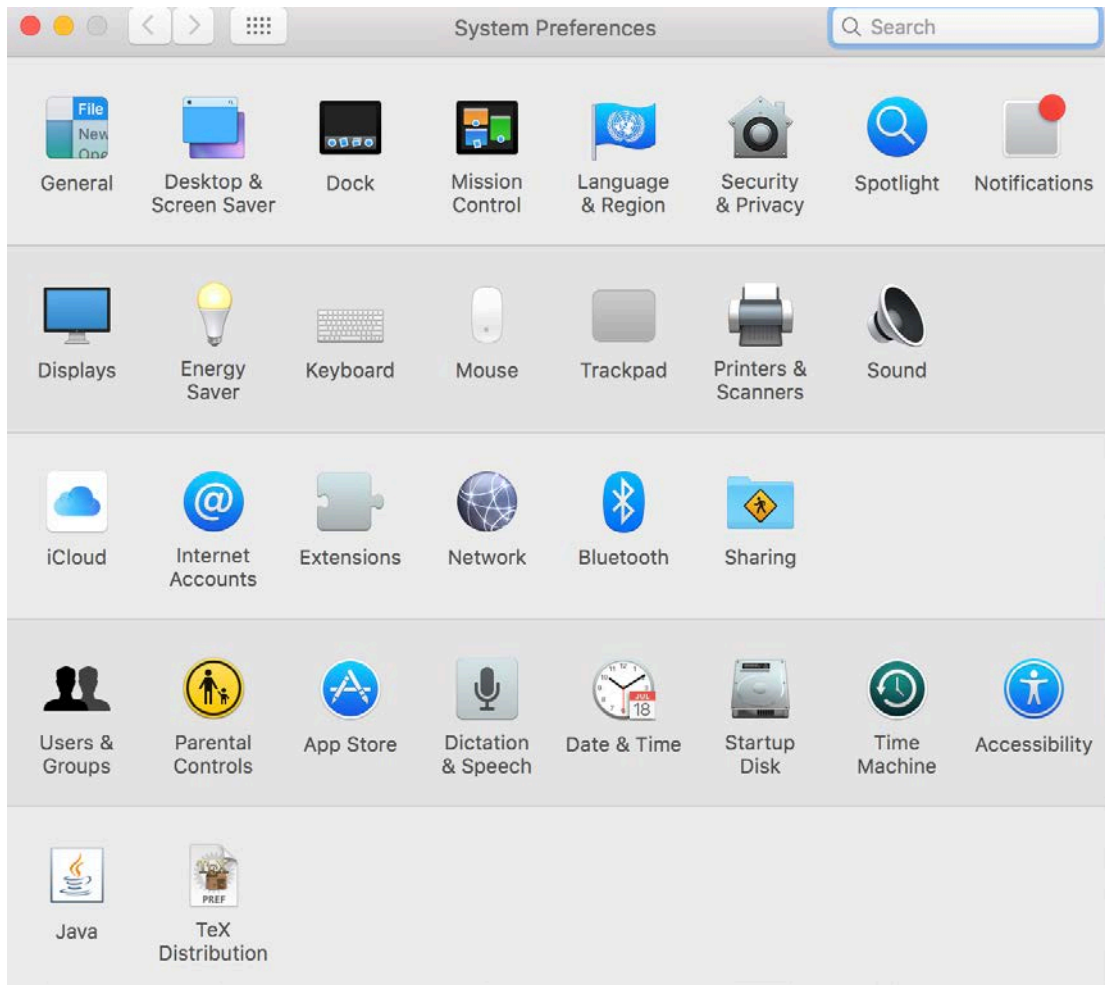 System Preferences
Search
File
New
Ope
General
Desktop &
Screen Saver
Dock
Mission
Control
Language
& Region
Security
& Privacy
Spotlight
Notifications
Displays
Energy
Saver
Keyboard
Mouse
Trackpad
Printers &
Scanners
Sound
iCloud
@
Internet
Accounts
Extensions
Network
Bluetooth
Sharing
JUL
18
Users &
Groups
Parental
Controls
App Store
Dictation
& Speech
Date & Time
Startup
Disk
Time
Machine
Accessibility
PREF
Java
TeX
Distribution